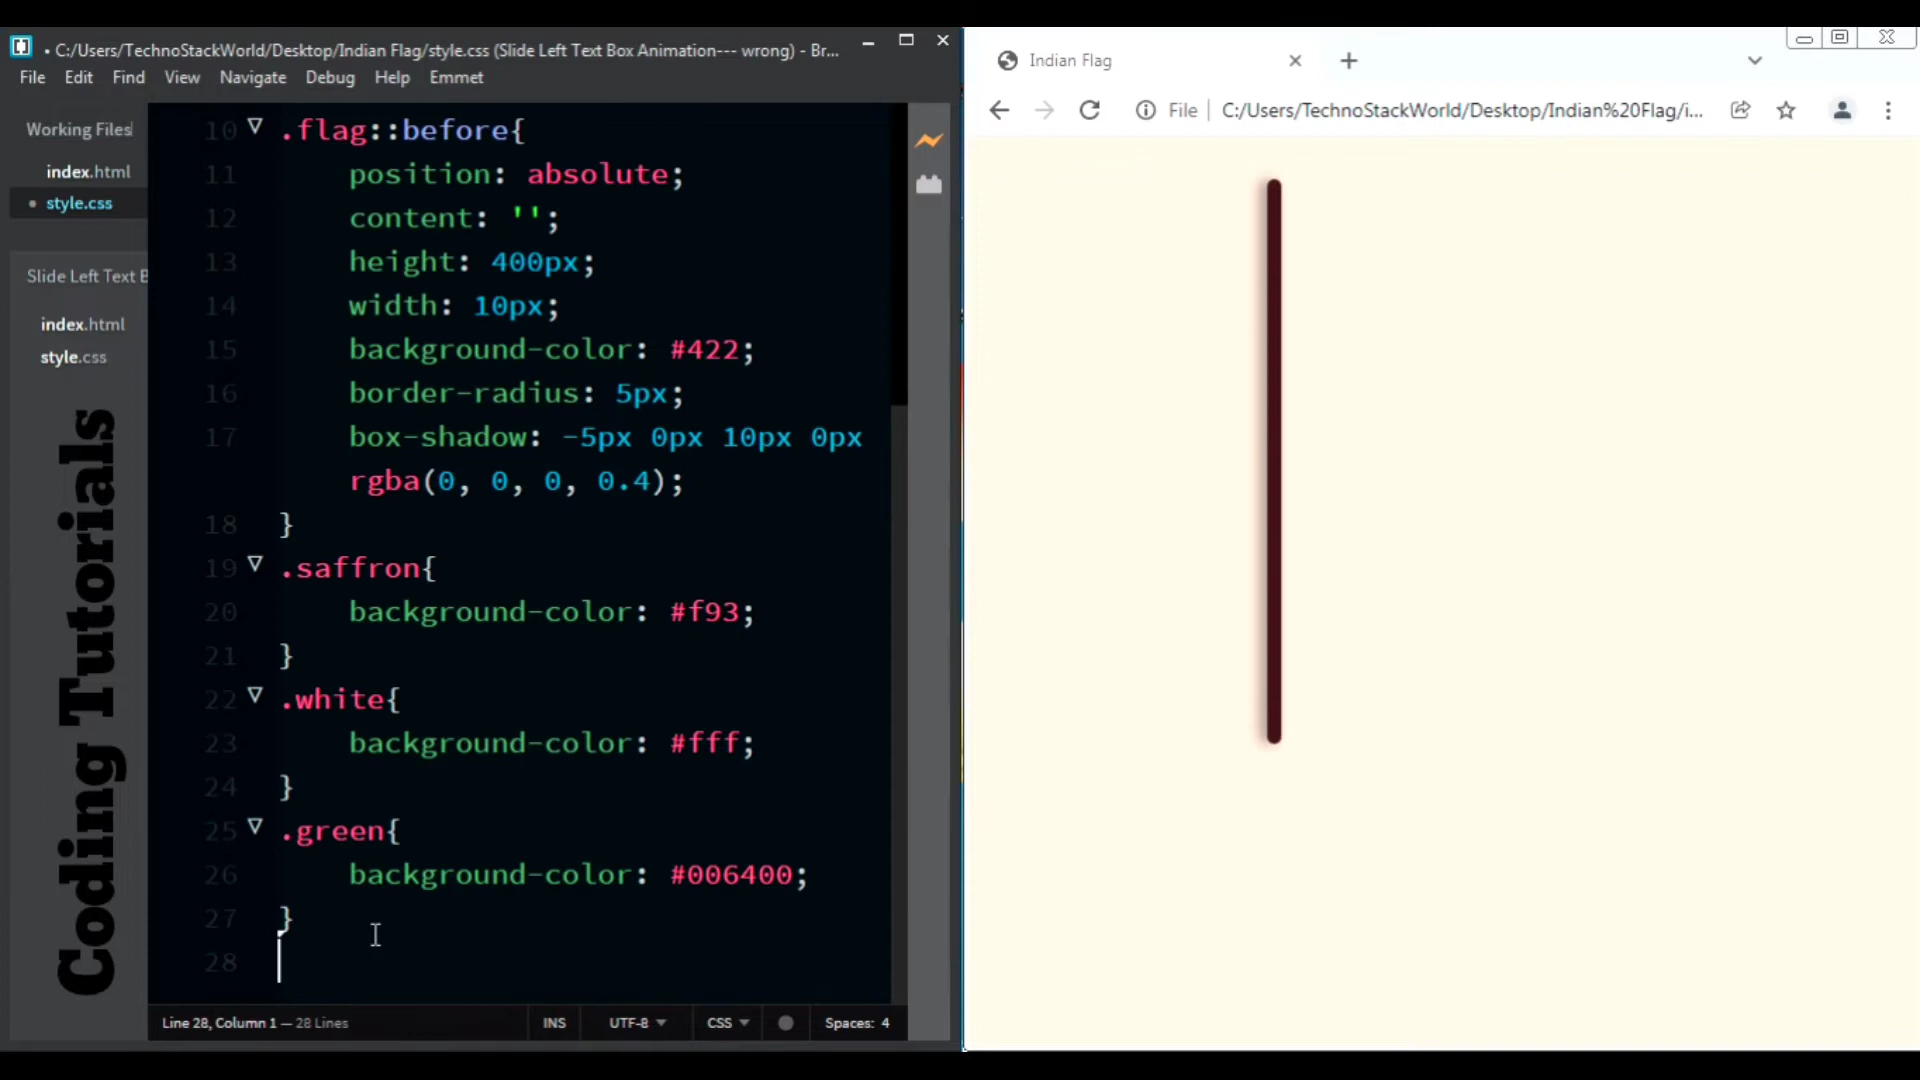 • C:/Users/TechnoStackWorld/Desktop/Indian Flag/style.css (Slide Left Text Box Animation--- wrong) - Br...
File Edit Find View Navigate Debug Help Emmet
Working Files
index.html
• style.css
Slide Left Text B
index.html
style.css
Coding Tutorials
10 .flag::before{
11 position: absolute;
12 content: '';
13 height: 400px;
14 width: 10px;
15 background-color: #422;
16 border-radius: 5px;
17 box-shadow: -5px 0px 10px 0px
rgba(0, 0, 0, 0.4);
18 }
19 .saffron{
20 background-color: #f93;
21 }
22 .white{
23 background-color: #fff;
24 }
25 .green{
26 background-color: #006400;
27 }
28
Line 28, Column 1 — 28 Lines INS UTF-8 CSS Spaces: 4
Indian Flag
File C:/Users/TechnoStackWorld/Desktop/Indian%20Flag/i...